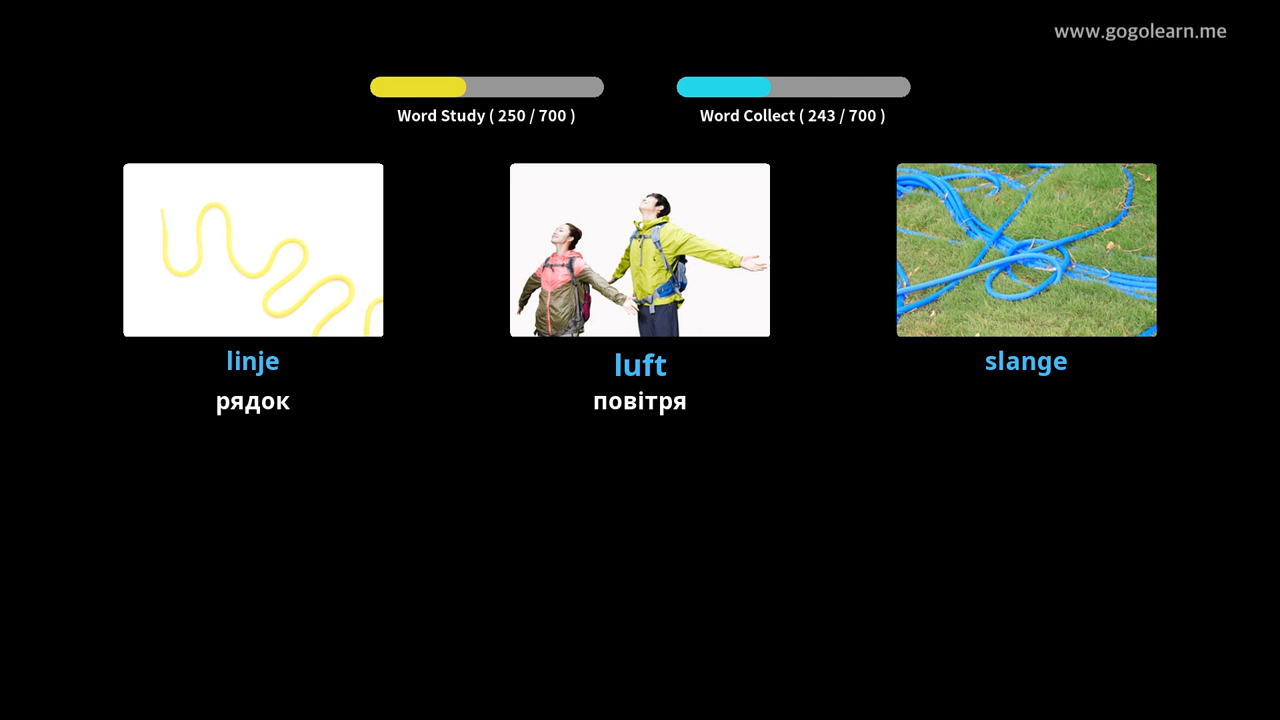 www.gogolearn.me
Word Study ( 250 / 700 )
Word Collect ( 243 / 700 )
linje
luft
slange
рядок
повітря